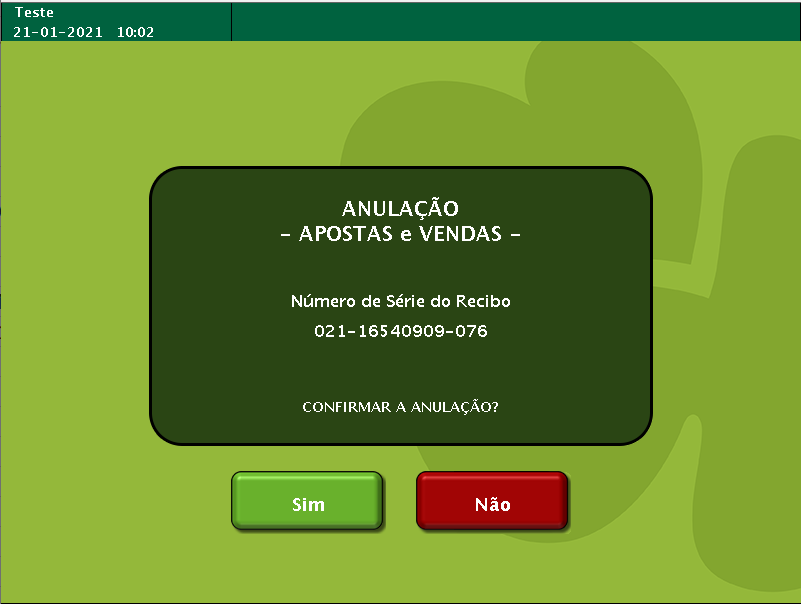 Teste
21-01-2021 10:02
ANULAÇÃO
- APOSTAS e VENDAS -
Número de Série do Recibo
021-16540909-076
CONFIRMAR A ANULAÇÃO?
Sim
Não